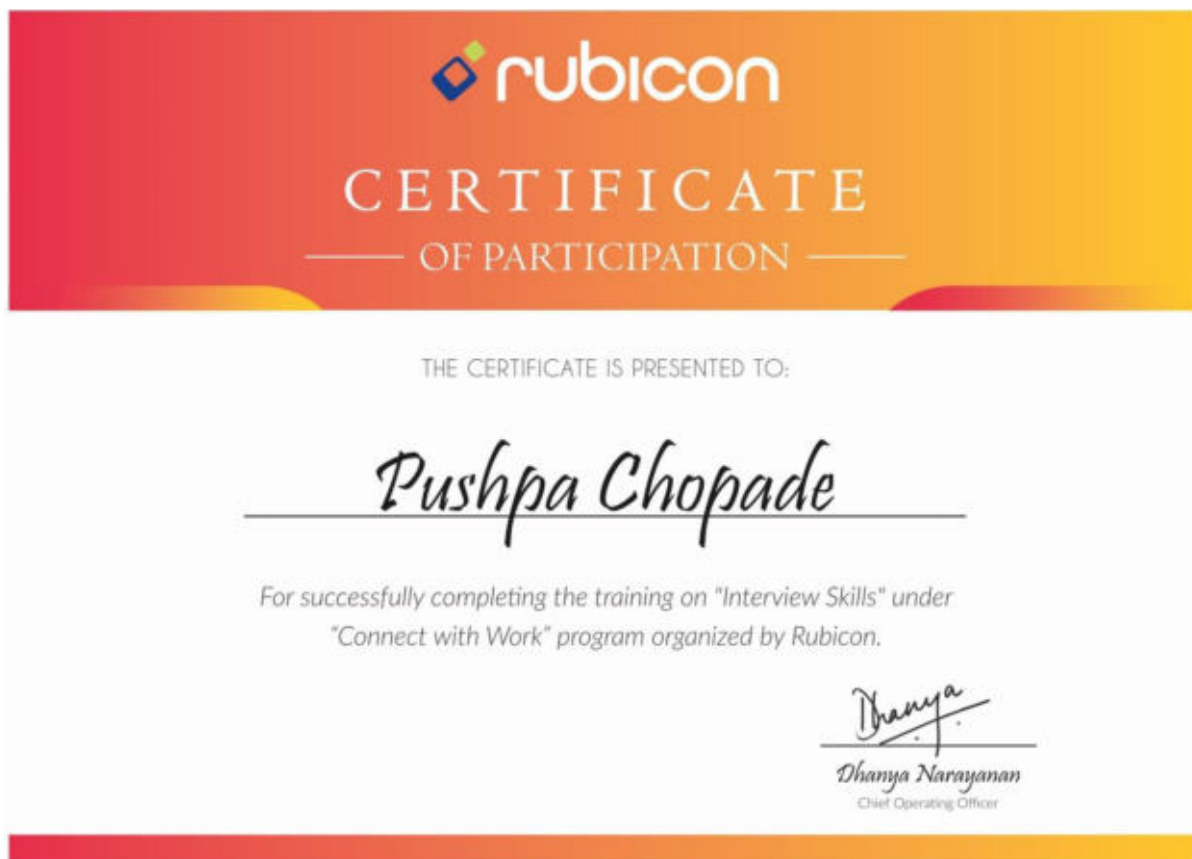 rubicon
CERTIFICATE
OF PARTICIPATION
THE CERTIFICATE IS PRESENTED TO:
Pushpa Chopade
For successfully completing the training on "Interview Skills" under
"Connect with Work" program organized by Rubicon.
Dhanya
Dhanya Narayanan
Chief Operating Officer